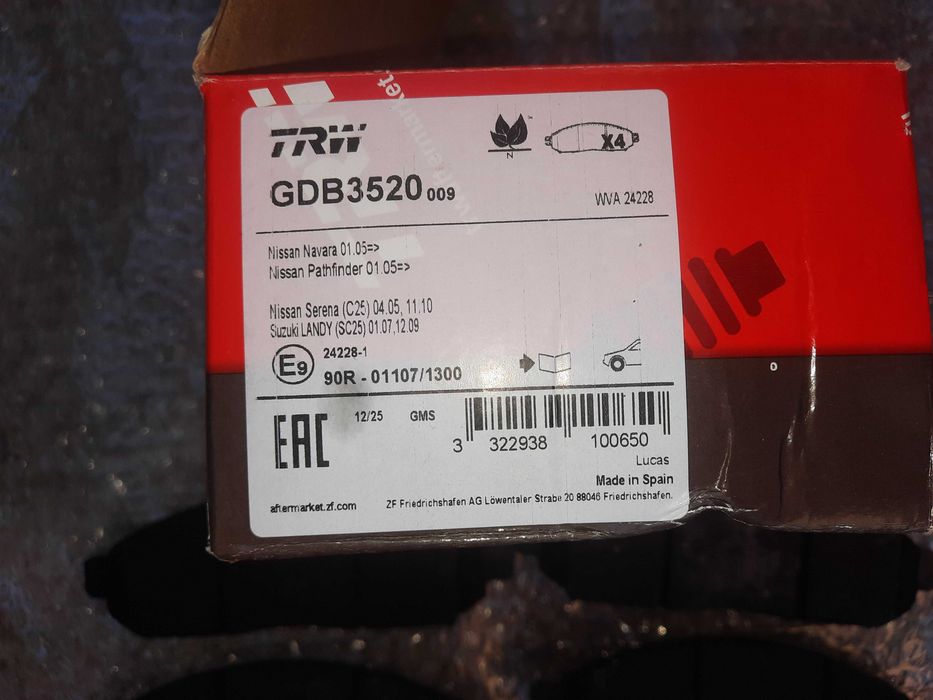 TRW
X4
N
GDB3520 009
WVA 24228
Nissan Navara 01.05=>
Nissan Pathfinder 01.05=>
Nissan Serena (C25) 04.05, 11.10
Suzuki LANDY (SC25) 01.07,12.09
E9
24228-1
90R - 01107/1300
EAC
12/25 GMS
3 322938 100650
Lucas
Made in Spain
aftermarket.zf.com
ZF Friedrichshafen AG Löwentaler Strabe 20 88046 Friedrichshafen.